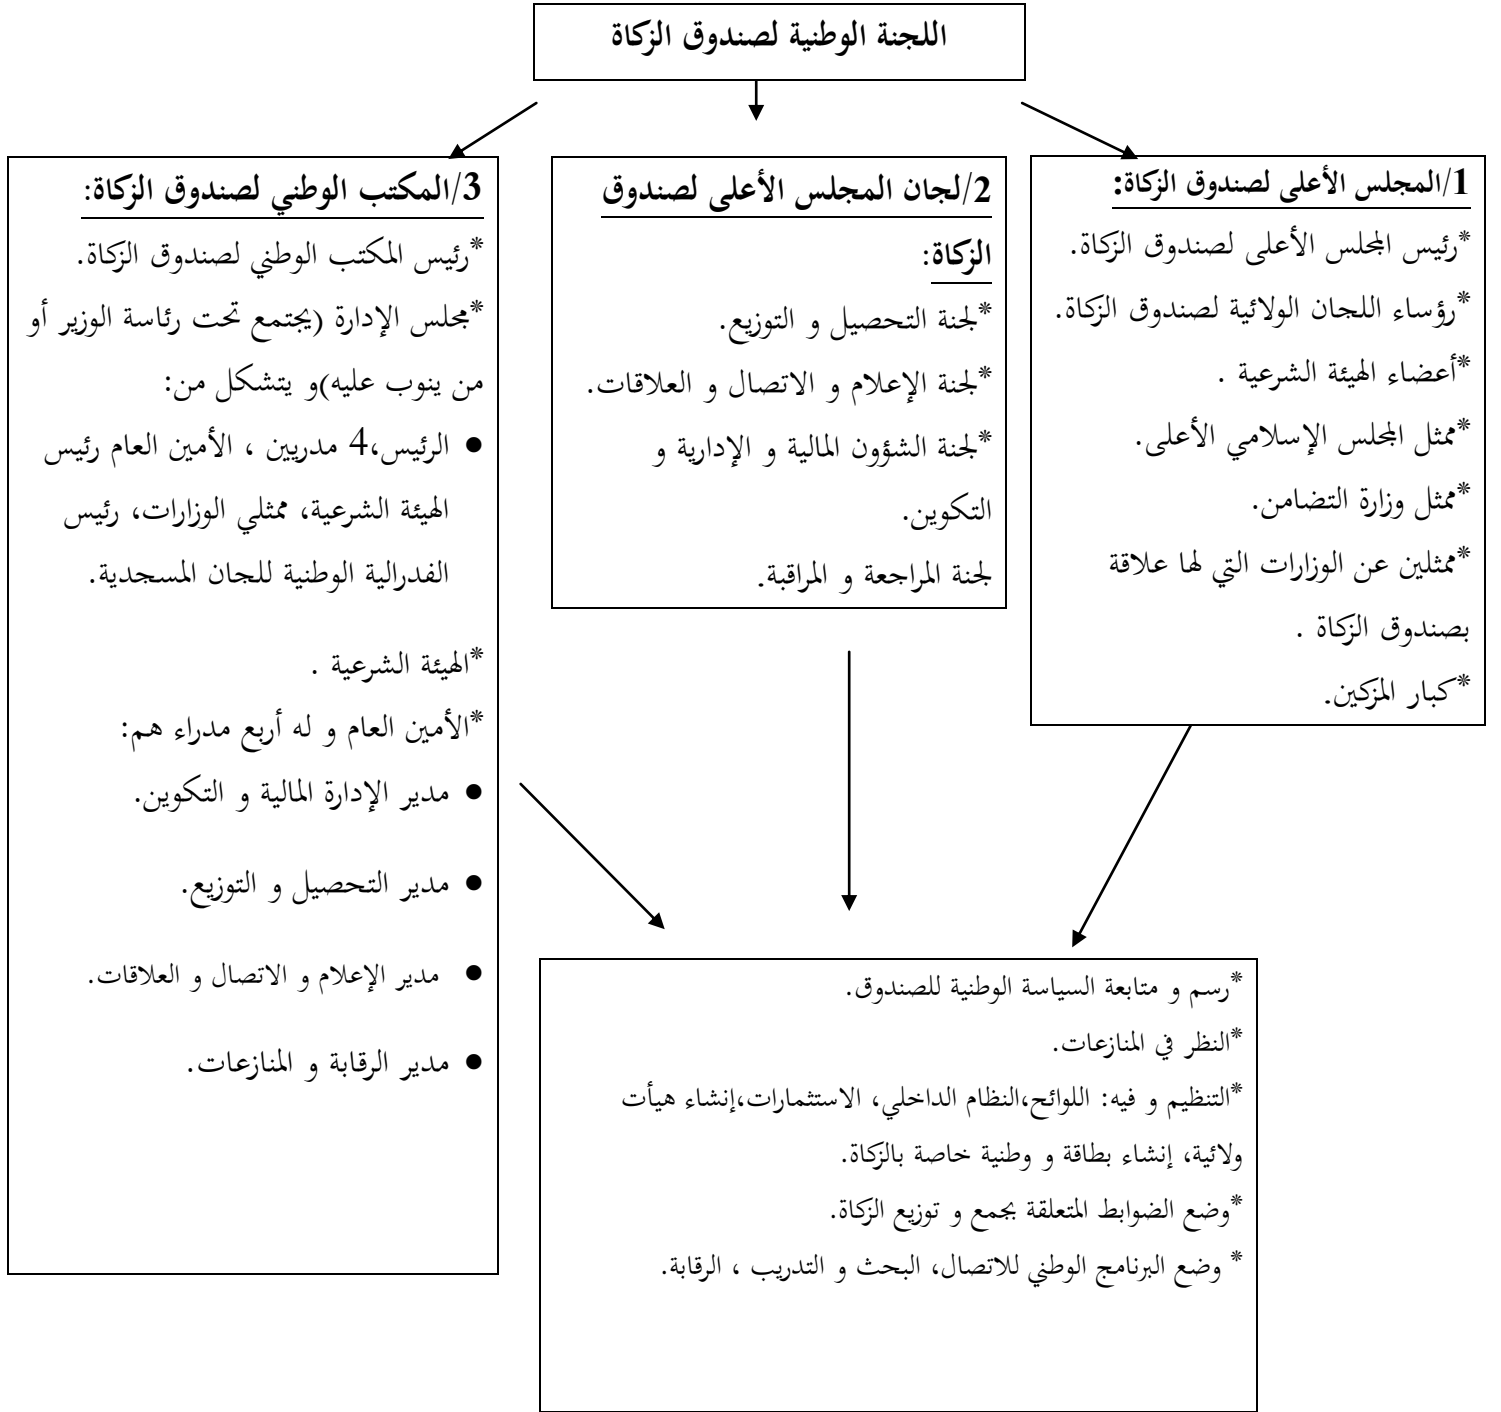 اللجنة الوطنية لصندوق الزكاة
1/المجلس الأعلى لصندوق الزكاة:
*رئيس المجلس الأعلى لصندوق الزكاة.
*رؤساء اللجان الولائية لصندوق الزكاة.
*أعضاء الهيئة الشرعية .
*ممثل المجلس الإسلامي الأعلى.
*ممثل وزارة التضامن.
*ممثلين عن الوزارات التي لها علاقة
بصندوق الزكاة .
*كبار المزكين.
2/لجان المجلس الأعلى لصندوق
الزكاة:
*لجنة التحصيل و التوزيع.
*لجنة الإعلام و الاتصال و العلاقات.
*لجنة الشؤون المالية و الإدارية و
التكوين.
لجنة المراجعة و المراقبة.
3/المكتب الوطني لصندوق الزكاة:
*رئيس المكتب الوطني لصندوق الزكاة.
*مجلس الإدارة (يجتمع تحت رئاسة الوزير أو
من ينوب عليه)و يتشكل من:
● الرئيس،4 مدريين ، الأمين العام رئيس
الهيئة الشرعية، ممثلي الوزارات، رئيس
الفدرالية الوطنية للجان المسجدية.
*الهيئة الشرعية .
*الأمين العام و له أربع مدراء هم:
● مدير الإدارة المالية و التكوين.
● مدير التحصيل و التوزيع.
● مدير الإعلام و الاتصال و العلاقات.
● مدير الرقابة و المنازعات.
*رسم و متابعة السياسة الوطنية للصندوق.
*النظر في المنازعات.
*التنظيم و فيه: اللوائح،النظام الداخلي، الاستثمارات،إنشاء هيأت
ولائية، إنشاء بطاقة و وطنية خاصة بالزكاة.
*وضع الضوابط المتعلقة بجمع و توزيع الزكاة.
* وضع البرنامج الوطني للاتصال، البحث و التدريب ، الرقابة.